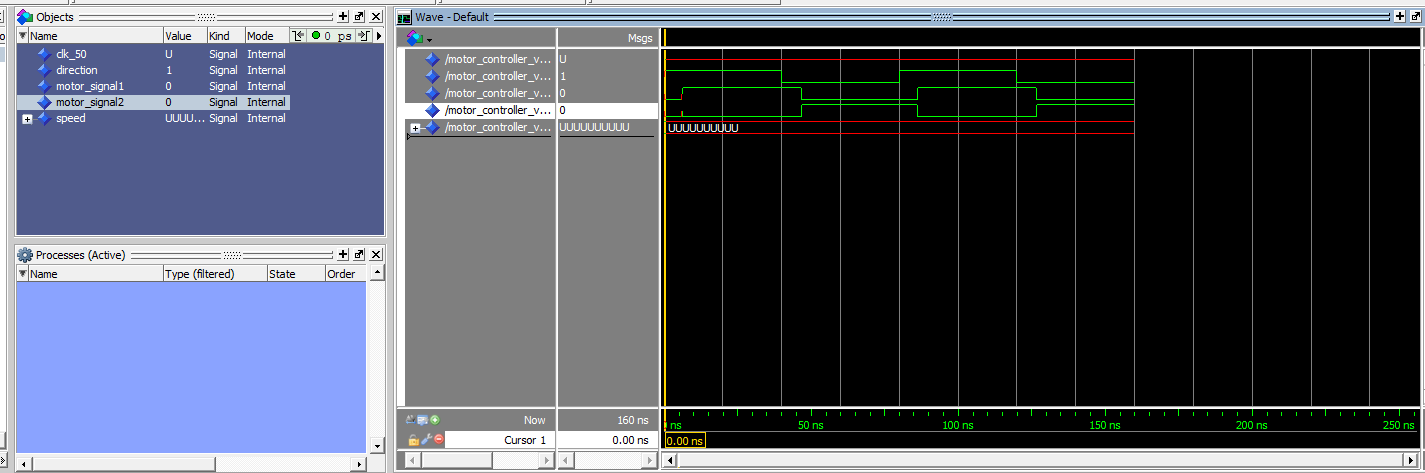 Objects
Name Value Kind Mode 0 ps
clk_50 U Signal Internal
direction 1 Signal Internal
motor_signal1 0 Signal Internal
motor_signal2 0 Signal Internal
speed UUUU... Signal Internal
Processes (Active)
Name Type (filtered) State Order
Wave - Default
Msgs
/motor_controller_v... U
/motor_controller_v... 1
/motor_controller_v... 0
/motor_controller_v... 0
/motor_controller_v... UUUUUUUUUU UUUUUUUUUU
Now 160 ns ns 50 ns 100 ns 150 ns 200 ns 250 ns
Cursor 1 0.00 ns 0.00 ns